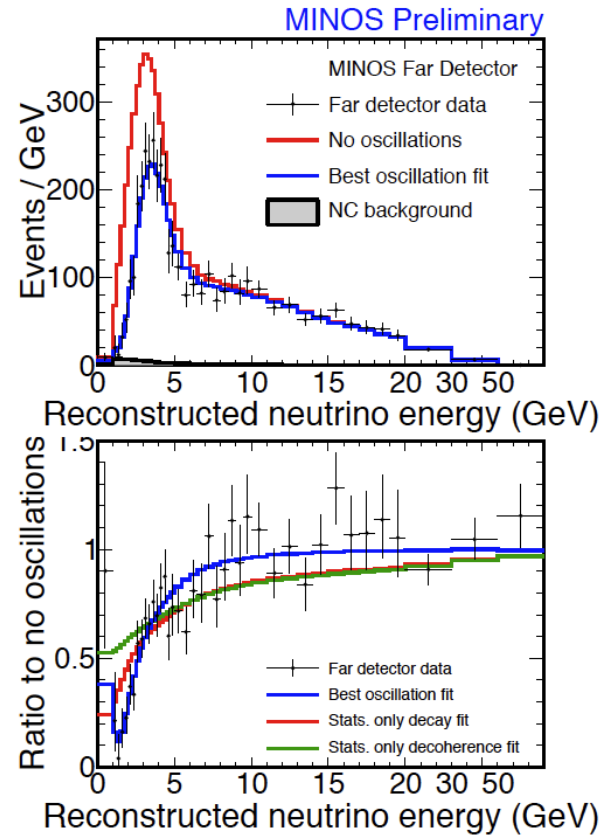 MINOS Preliminary
MINOS Far Detector
Far detector data
No oscillations
Best oscillation fit
NC background
Events / GeV
300
200
100
0
0 5 10 15 20 30 50
Reconstructed neutrino energy (GeV)
Ratio to no oscillations
1.5
1
0.5
0
Far detector data
Best oscillation fit
Stats. only decay fit
Stats. only decoherence fit
0 5 10 15 20 30 50
Reconstructed neutrino energy (GeV)